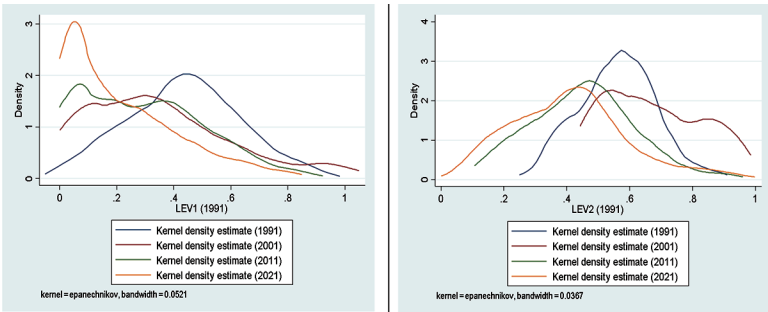 3
2
1
0
Density
0 .2 .4 .6 .8 1
LEV1 (1991)
Kernel density estimate (1991)
Kernel density estimate (2001)
Kernel density estimate (2011)
Kernel density estimate (2021)
kernel = epanechnikov, bandwidth = 0.0521
4
3
2
1
0
Density
0 .2 .4 .6 .8 1
LEV2 (1991)
Kernel density estimate (1991)
Kernel density estimate (2001)
Kernel density estimate (2011)
Kernel density estimate (2021)
kernel = epanechnikov, bandwidth = 0.0367